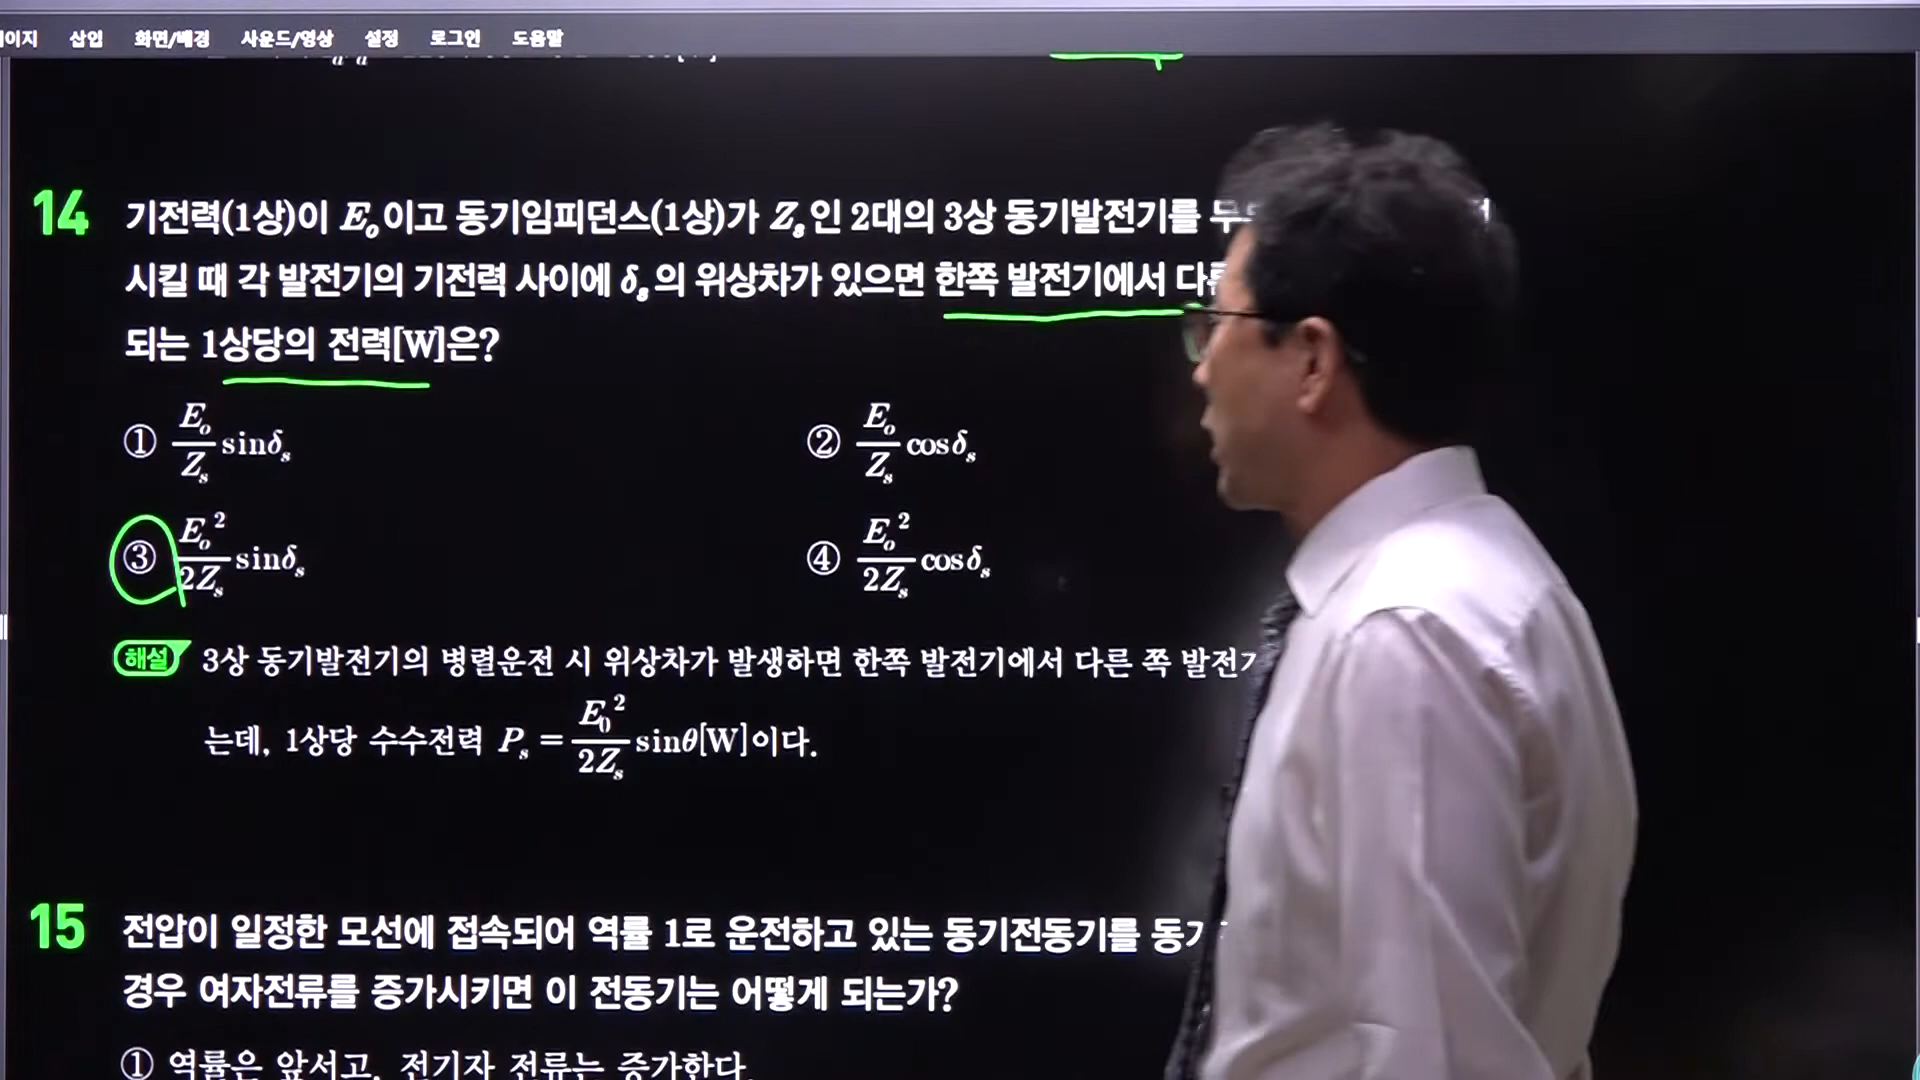 삽입 화면/배경 사운드/영상 설정 로그인 도움말
14 기전력(1상)이 E₀이고 동기임피던스(1상)가 Zₛ인 2대의 3상 동기발전기를
시킬 때 각 발전기의 기전력 사이에 δₛ의 위상차가 있으면 한쪽 발전기에서
되는 1상당의 전력[W]은?
① E₀/Zₛ sinδₛ ② E₀/Zₛ cosδₛ
③ E₀²/2Zₛ sinδₛ ④ E₀²/2Zₛ cosδₛ
해설 3상 동기발전기의 병렬운전 시 위상차가 발생하면 한쪽 발전기에서 다른 쪽
는데, 1상당 수수전력 Pₛ = E₀²/2Zₛ sinθ[W]이다.
15 전압이 일정한 모선에 접속되어 역률 1로 운전하고 있는 동기전동기를
경우 여자전류를 증가시키면 이 전동기는 어떻게 되는가?
① 역률은 앞서고, 전기자 전류는 증가한다.